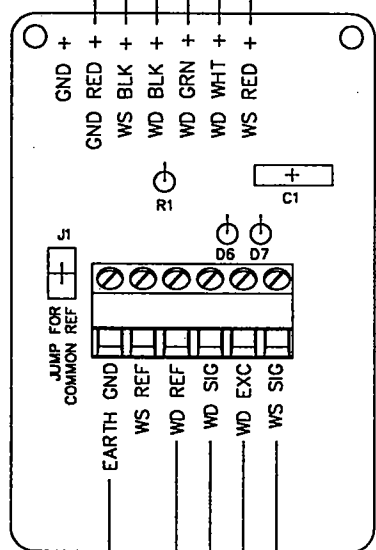 GND +
GND RED +
WS BLK +
WD BLK +
WD GRN +
WD WHT +
WS RED +
R1
+
C1
J1
D6
D7
JUMP FOR
COMMON REF
EARTH GND
WS REF
WD REF
WD SIG
WD EXC
WS SIG